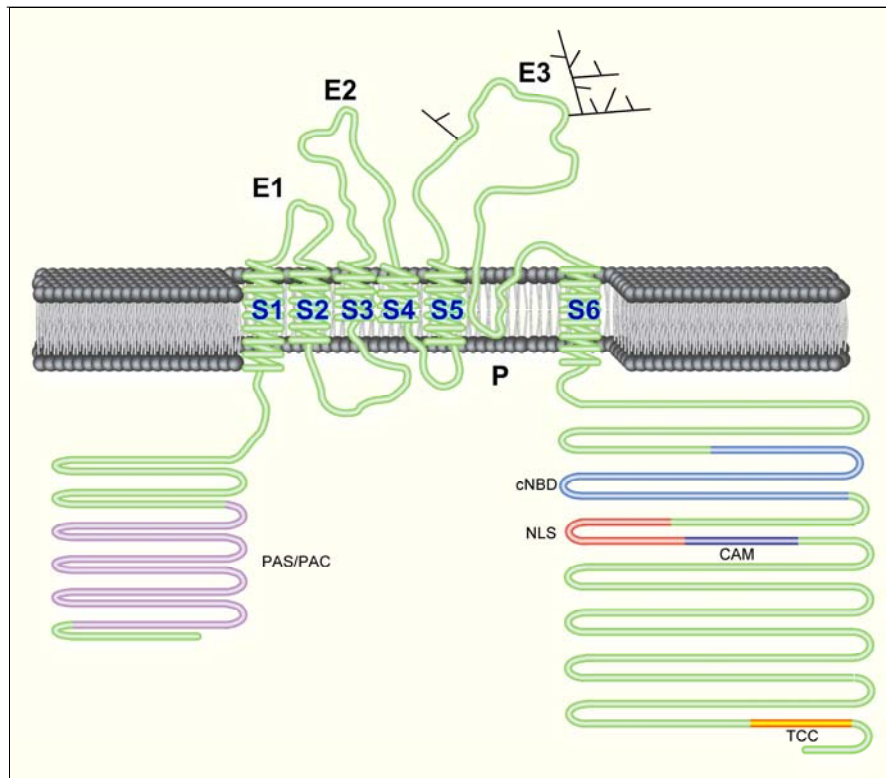 E3
E2
E1
S1 S2 S3 S4 S5 S6
P
cNBD
NLS
CAM
PAS/PAC
TCC